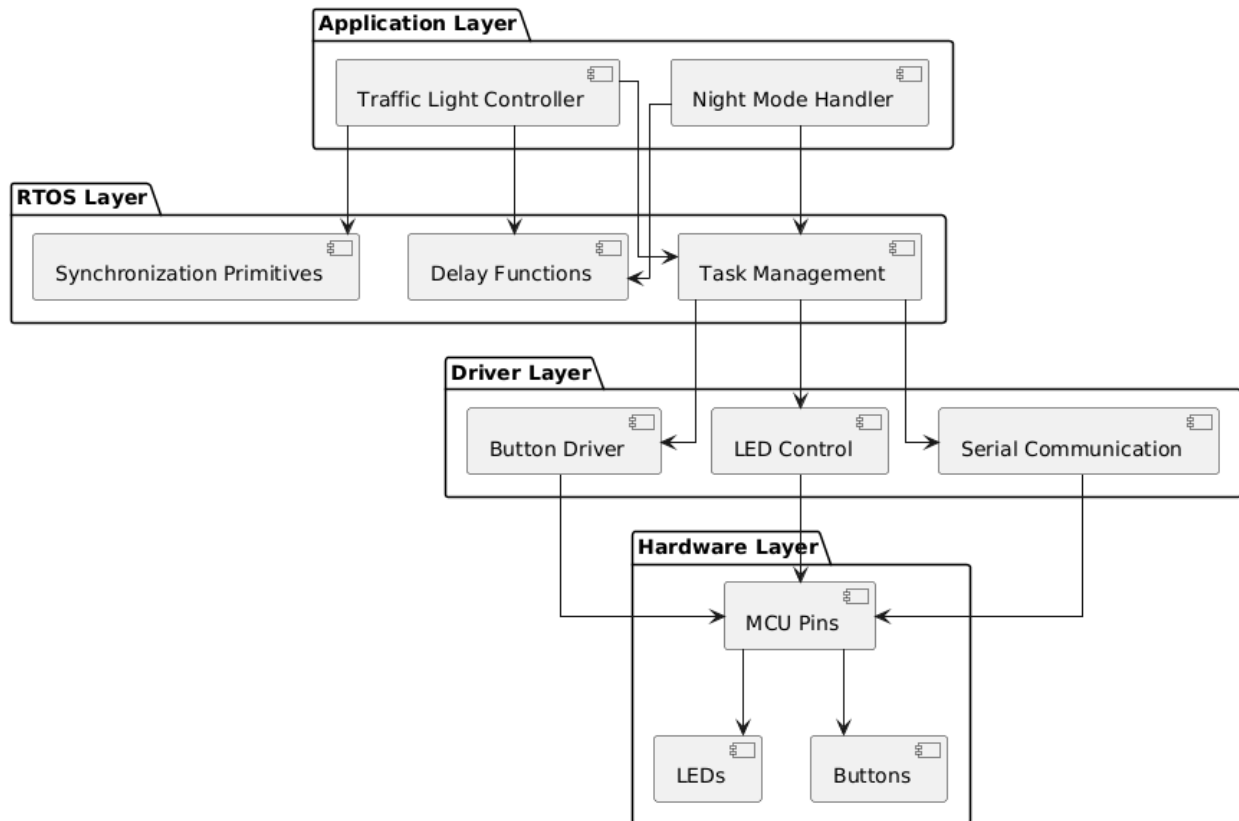 Application Layer
Traffic Light Controller
Night Mode Handler
RTOS Layer
Synchronization Primitives
Delay Functions
Task Management
Driver Layer
Button Driver
LED Control
Serial Communication
Hardware Layer
MCU Pins
LEDs
Buttons